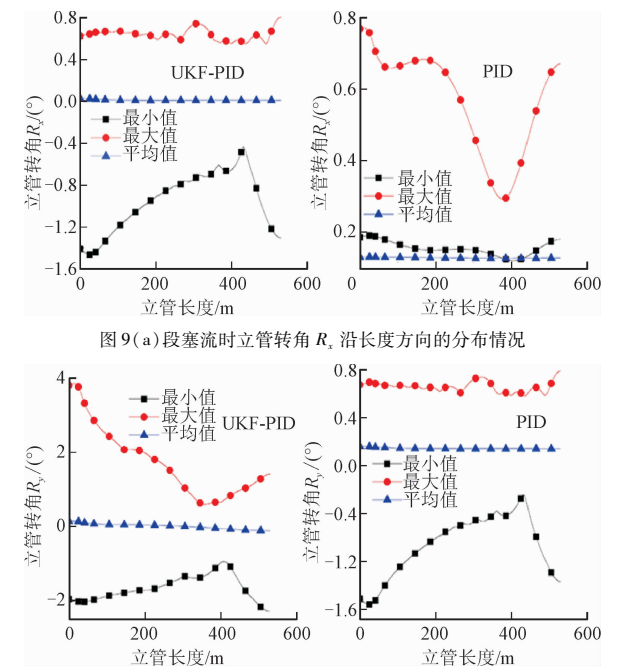 0.8
0.4
0.0
−0.4
−0.8
−1.2
−1.6
立管转角Rx/(°)
UKF-PID
最小值
最大值
平均值
0 200 400 600
立管长度/m
0.8
0.6
0.4
0.2
立管转角Rx/(°)
PID
最小值
最大值
平均值
0 200 400 600
立管长度/m
图 9(a)段塞流时立管转角 Rx 沿长度方向的分布情况
4
2
0
−2
立管转角Ry/(°)
最小值
最大值
平均值
UKF-PID
0 200 400 600
立管长度/m
0.8
0.4
0.0
−0.4
−0.8
−1.2
−1.6
立管转角Ry/(°)
PID
最小值
最大值
平均值
0 200 400 600
立管长度/m